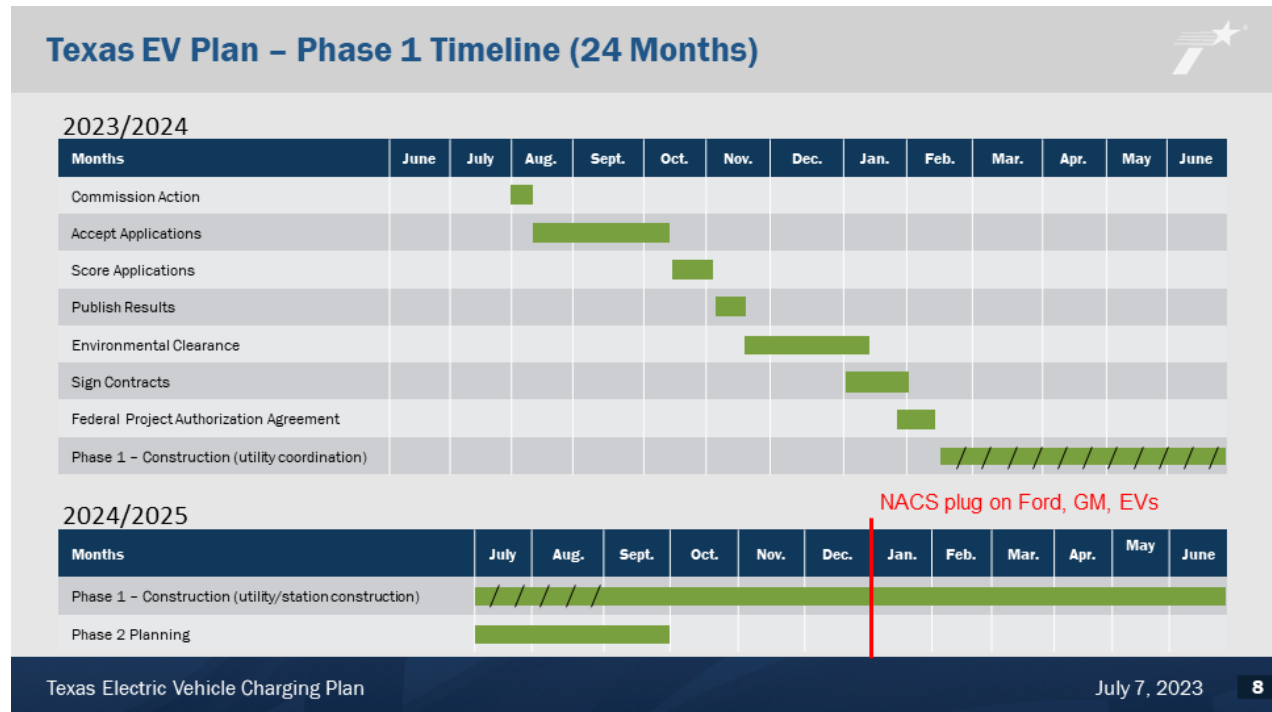 Texas EV Plan – Phase 1 Timeline (24 Months)
2023/2024
Months June July Aug. Sept. Oct. Nov. Dec. Jan. Feb. Mar. Apr. May June
Commission Action
Accept Applications
Score Applications
Publish Results
Environmental Clearance
Sign Contracts
Federal Project Authorization Agreement
Phase 1 – Construction (utility coordination)
NACS plug on Ford, GM, EVs
2024/2025
Months July Aug. Sept. Oct. Nov. Dec. Jan. Feb. Mar. Apr. May June
Phase 1 – Construction (utility/station construction)
Phase 2 Planning
Texas Electric Vehicle Charging Plan July 7, 2023 8